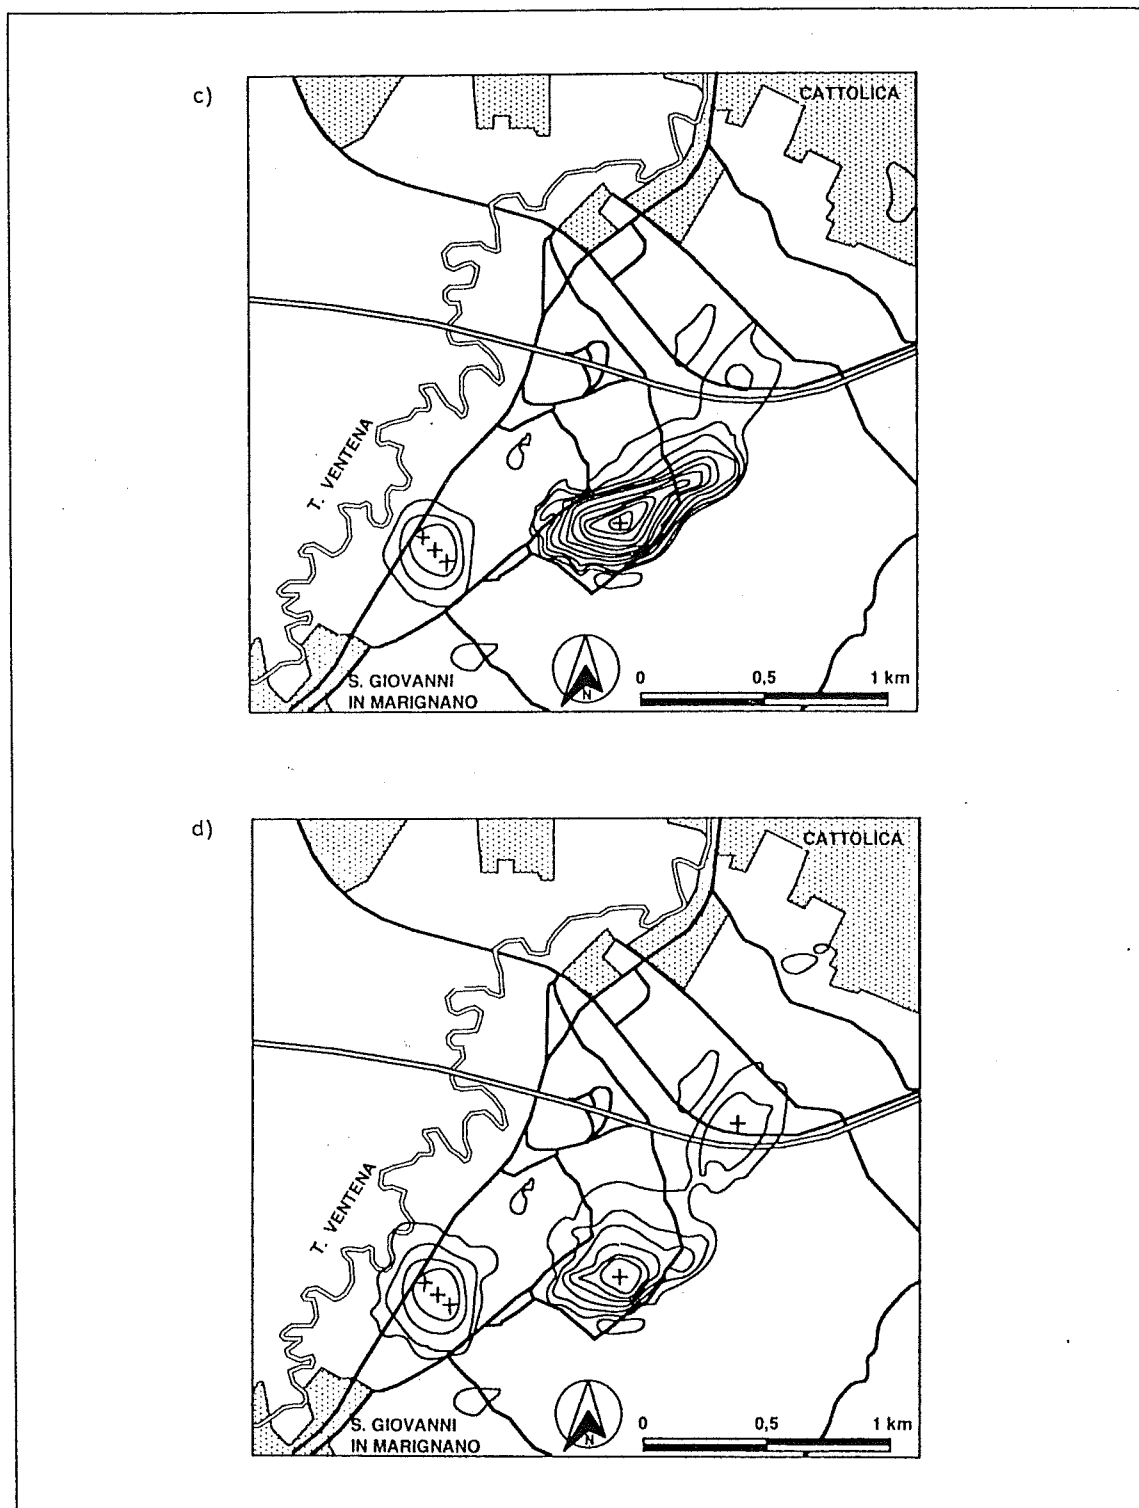 c)
CATTOLICA
T. VENTENA
S. GIOVANNI
IN MARIGNANO
N
0 0,5 1 km
d)
CATTOLICA
T. VENTENA
S. GIOVANNI
IN MARIGNANO
N
0 0,5 1 km